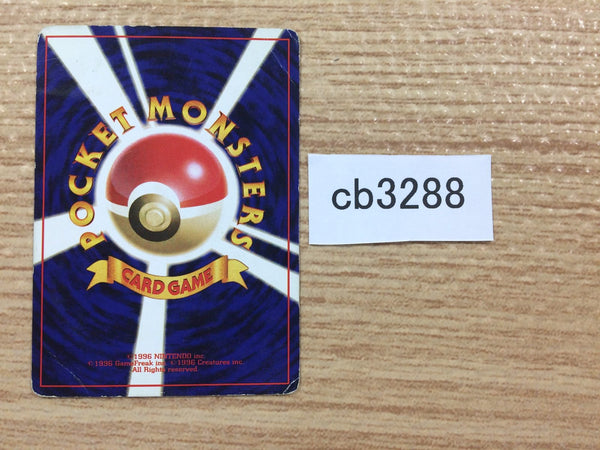 POCKET MONSTERS
CARD GAME
©1996 NINTENDO inc.
©1996 GameFreak inc. ©1996 Creatures inc.
All Rights reserved.
cb3288